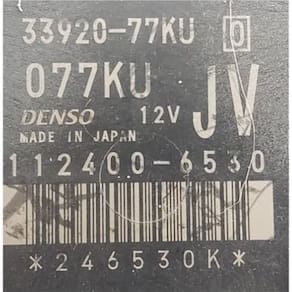 33920-77KU 0
077KU JV
DENSO 12V
MADE IN JAPAN
112400-6530
*246530K*